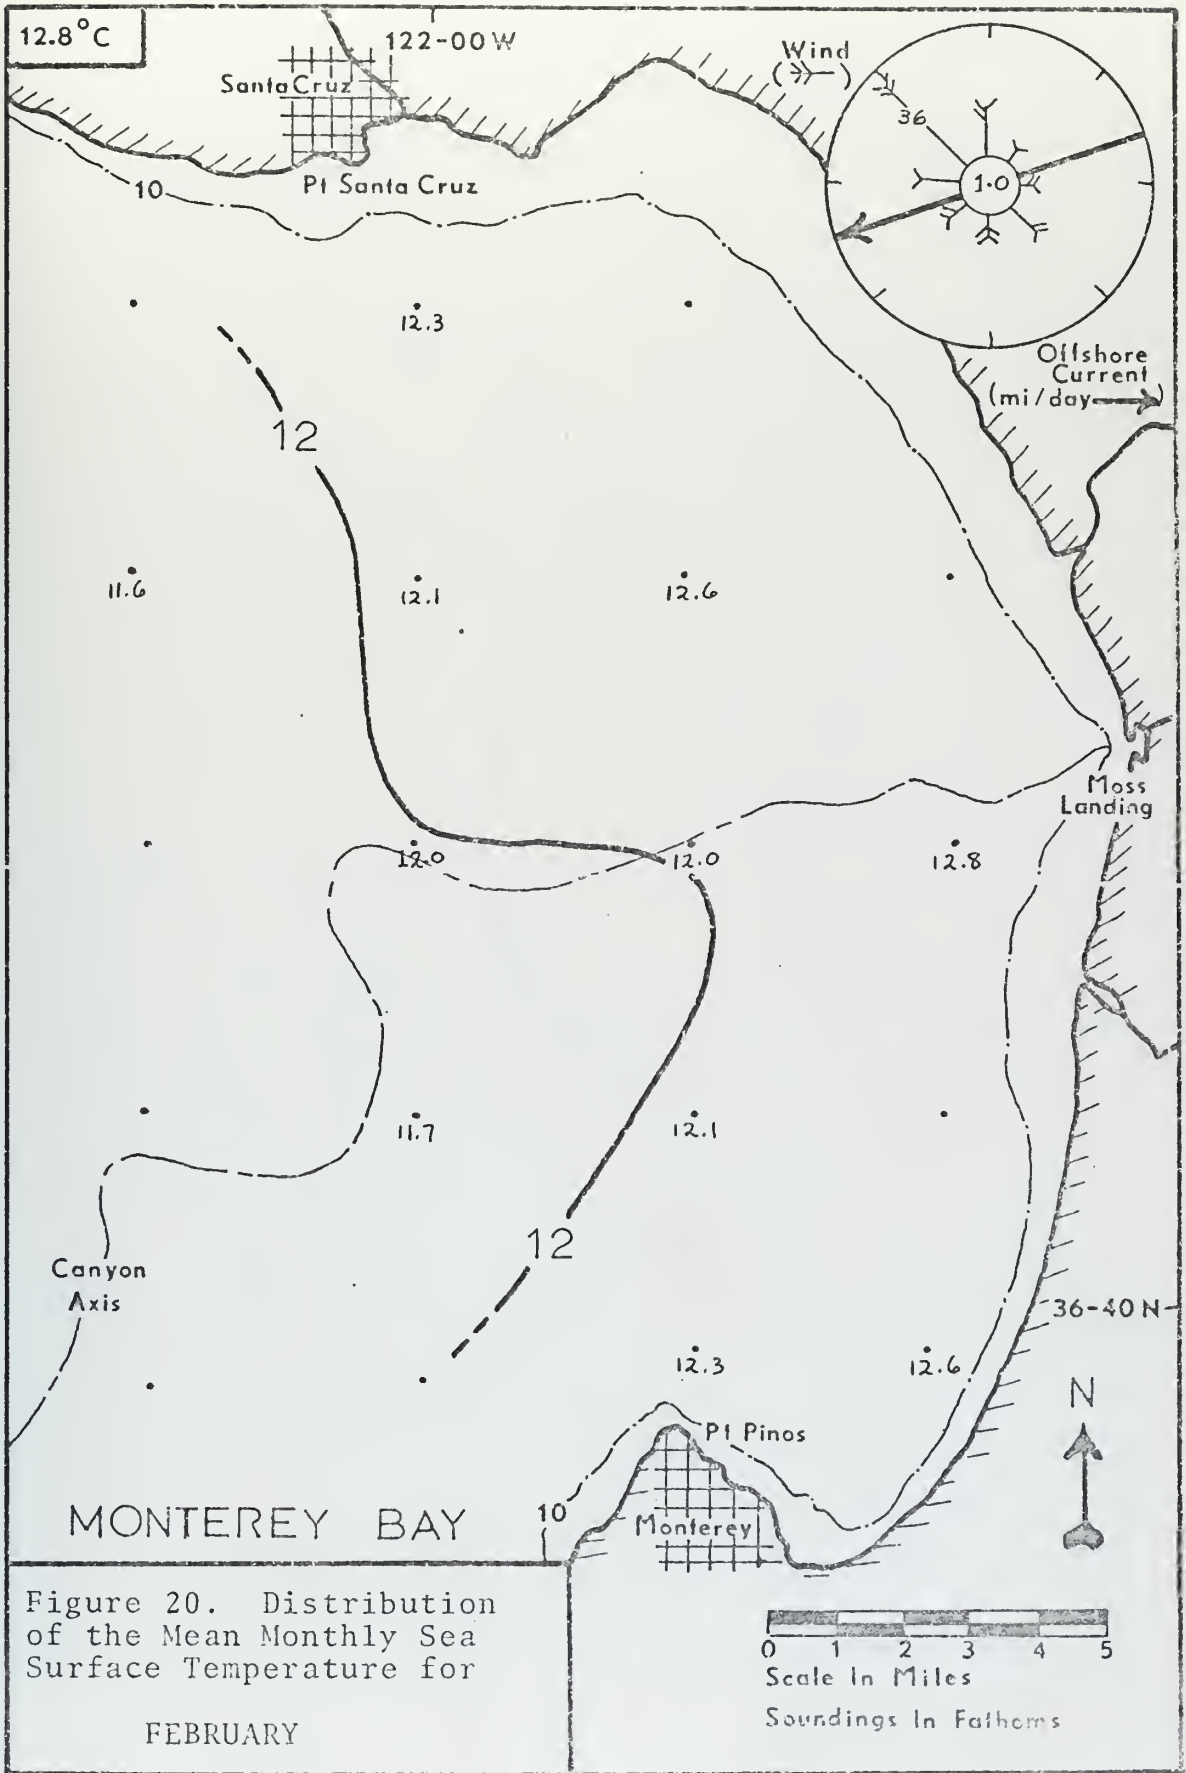 12.8°C
122-00 W
Santa Cruz
Wind
36
1.0
10
Pt Santa Cruz
12.3
Offshore
Current
(mi/day )
12
11.6
12.1
12.6
Moss
Landing
12.0
12.0
12.8
11.7
12.1
12
Canyon
Axis
36-40 N
12.3
12.6
N
Pt Pinos
10
Monterey
MONTEREY BAY
Figure 20. Distribution
of the Mean Monthly Sea
Surface Temperature for
FEBRUARY
0 1 2 3 4 5
Scale In Miles
Soundings In Fathoms